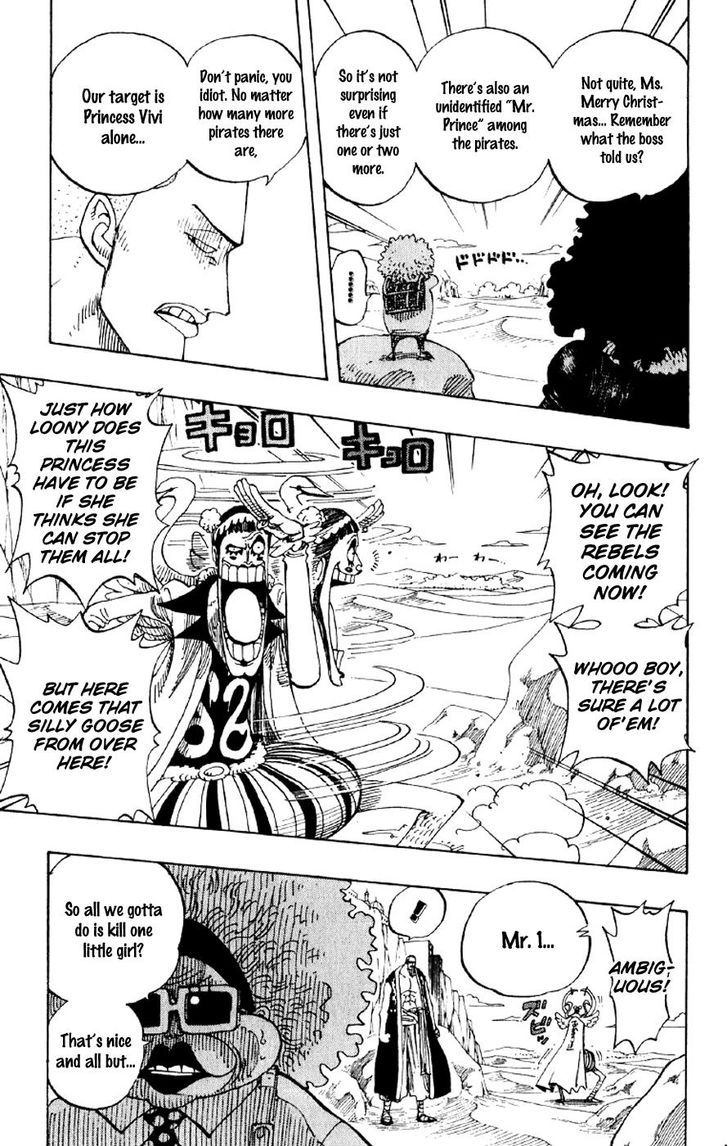 Not quite, Ms.
Merry Christ-
mas... Remember
what the boss
told us?
There's also an
unidentified "Mr.
Prince" among
the pirates.
So it's not
surprising even
if there's just
one or two
more.
ドドドド...
........
Don't panic, you
idiot. No matter
how many more
pirates there
are,
Our target is
Princess Vivi
alone...
OH, LOOK!
YOU CAN
SEE THE
REBELS
COMING
NOW!
WHOOO BOY,
THERE'S
SURE A LOT
OF'EM!
わー わー
キョロ
キョロ
JUST HOW
LOONY DOES
THIS
PRINCESS
HAVE TO BE
IF SHE
THINKS SHE
CAN STOP
THEM ALL!
BUT HERE
COMES THAT
SILLY GOOSE
FROM OVER
HERE!
AMBIG-
UOUS!
ズビッ
Mr. 1...
!
So all we gotta
do is kill one
little girl?
That's nice
and all but...